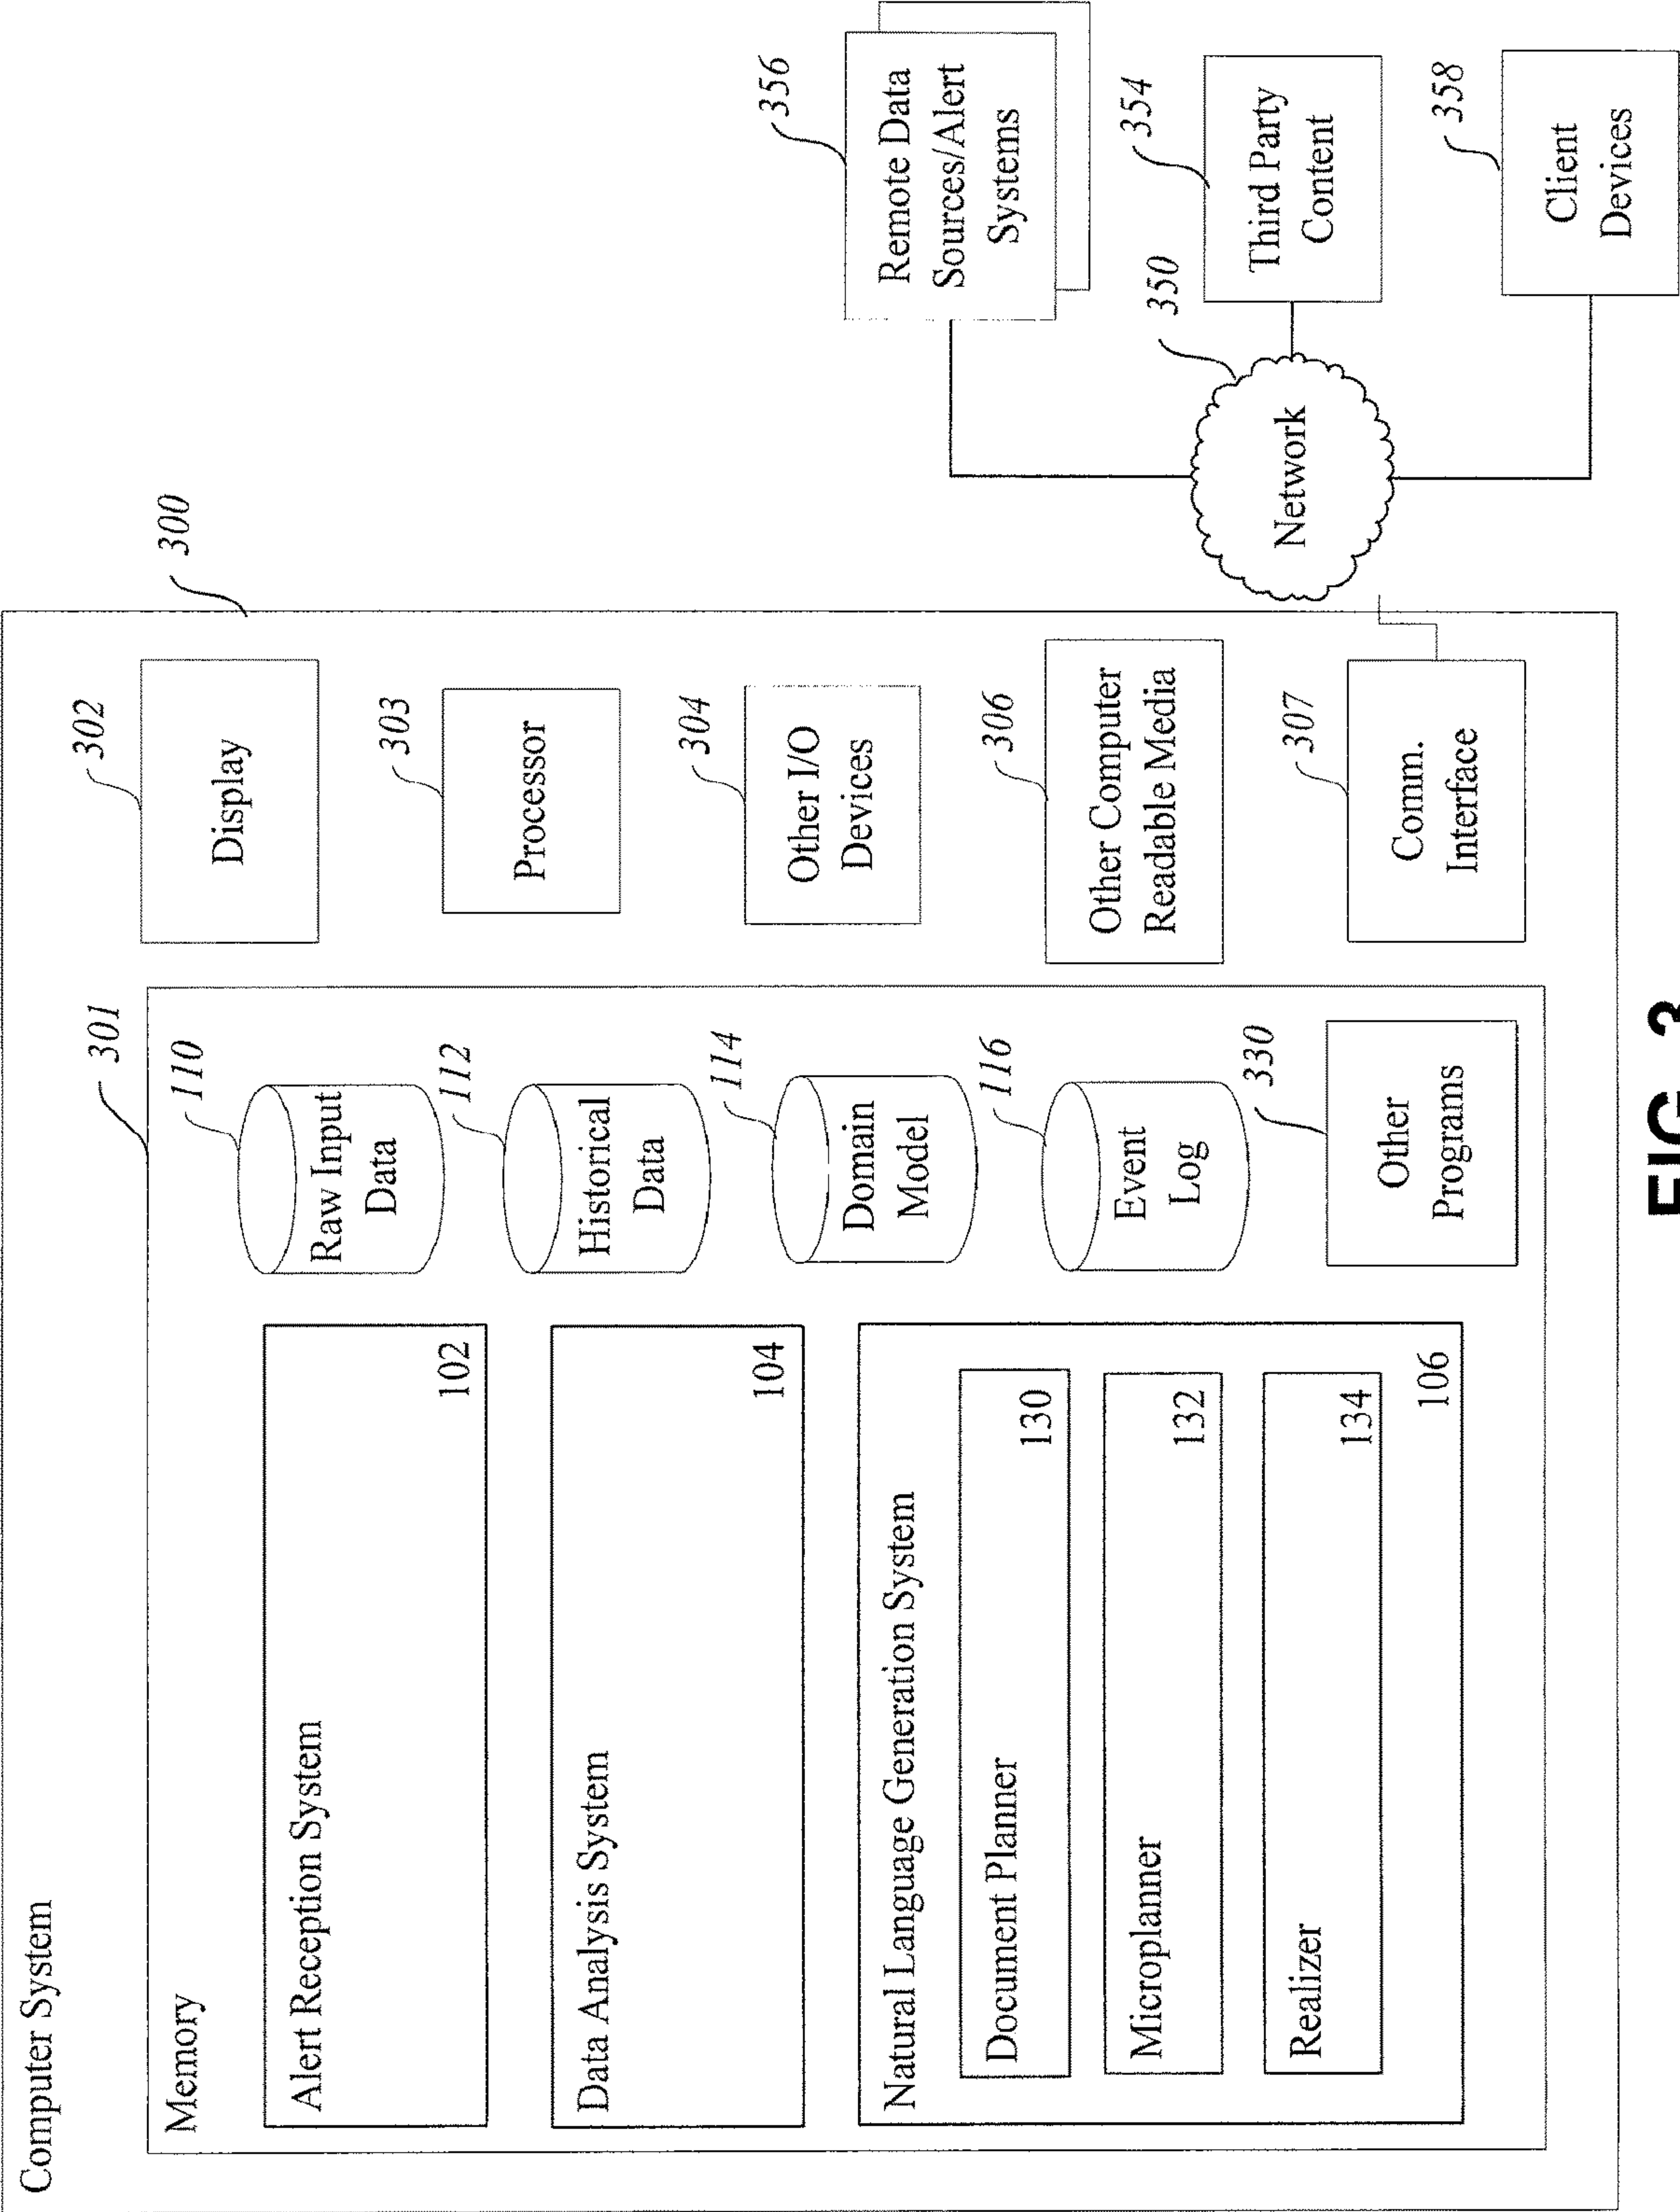 Computer System
300
Memory
301
Alert Reception System
102
Data Analysis System
104
Natural Language Generation System
Document Planner
130
Microplanner
132
Realizer
134
106
110
Raw Input
Data
112
Historical
Data
114
Domain
Model
116
Event
Log
330
Other
Programs
302
Display
303
Processor
304
Other I/O
Devices
306
Other Computer
Readable Media
307
Comm.
Interface
350
Network
356
Remote Data
Sources/Alert
Systems
354
Third Party
Content
358
Client
Devices
FIG. 3